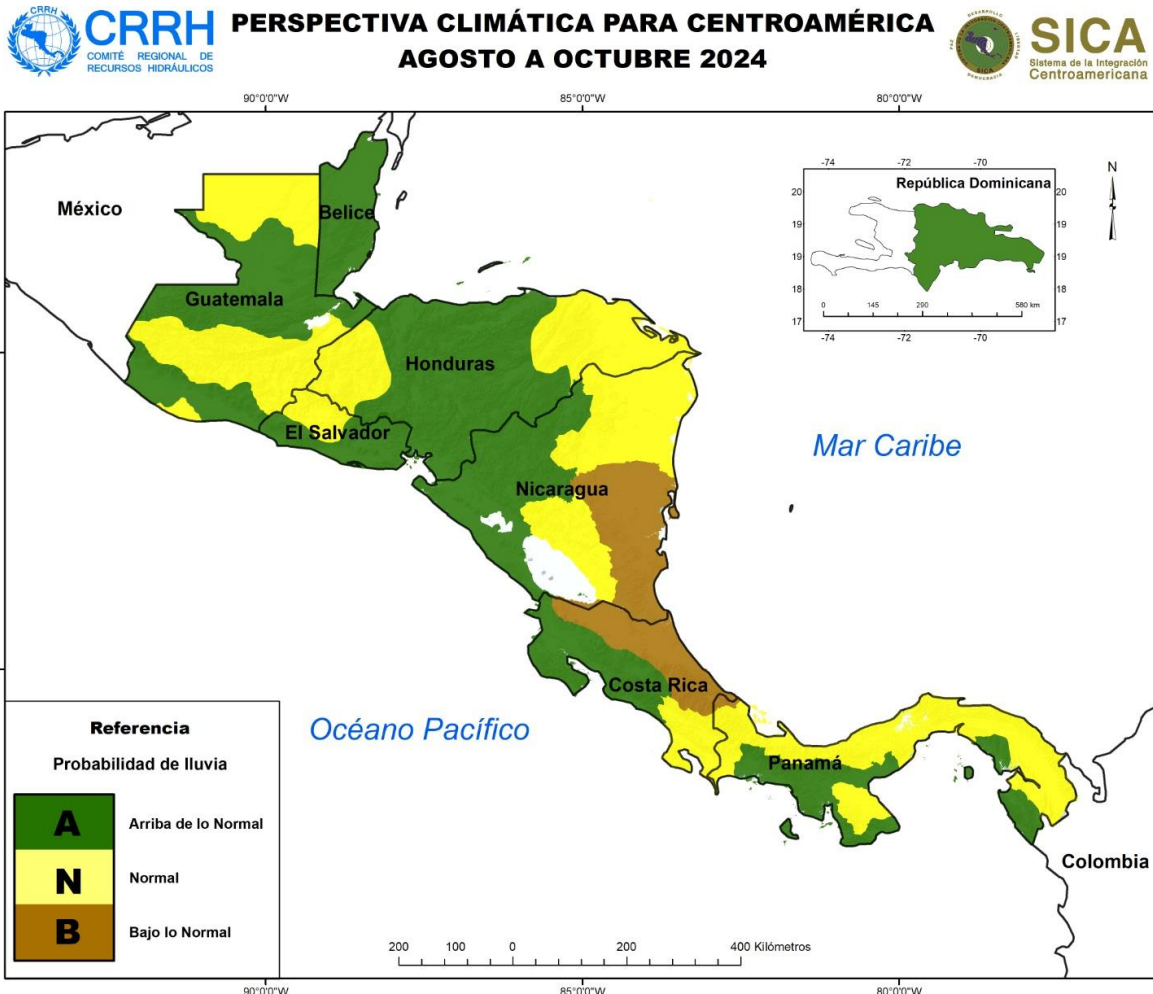 CRRH
CRRH
COMITÉ REGIONAL DE
RECURSOS HIDRÁULICOS
PERSPECTIVA CLIMÁTICA PARA CENTROAMÉRICA
AGOSTO A OCTUBRE 2024
SICA
SICA
Sistema de la Integración
Centroamericana
90°0'0"W 85°0'0"W 80°0'0"W
México
Belice
Guatemala
Honduras
El Salvador
Nicaragua
Costa Rica
Panamá
Colombia
Mar Caribe
Océano Pacífico
-74 -72 -70
República Dominicana
20 20
19 19
19 19
18 18
17 17
0 145 290 580 km
-74 -72 -70
N
Referencia
Probabilidad de lluvia
A Arriba de lo Normal
N Normal
B Bajo lo Normal
200 100 0 200 400 Kilómetros
90°0'0"W 85°0'0"W 80°0'0"W